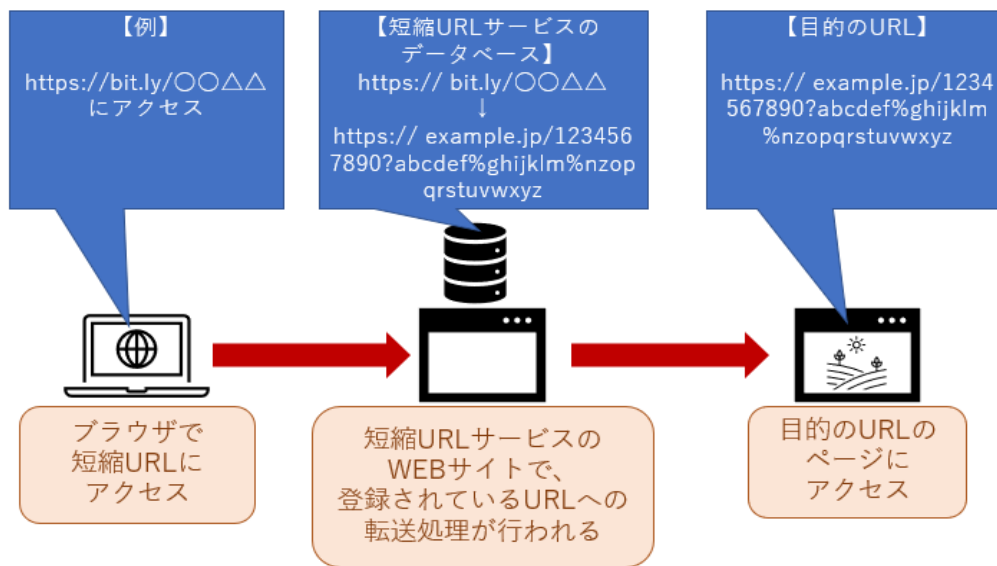 【例】
https://bit.ly/〇〇△△
にアクセス
【短縮URLサービスの
データベース】
https:// bit.ly/〇〇△△
↓
https:// example.jp/1234567890?abcdef%ghijklm%nzop
qrstuvwxyz
【目的のURL】
https:// example.jp/1234
567890?abcdef%ghijklm
%nzopqrstuvwxyz
ブラウザで
短縮URLに
アクセス
短縮URLサービスの
WEBサイトで、
登録されているURLへの
転送処理が行われる
目的のURLの
ページに
アクセス